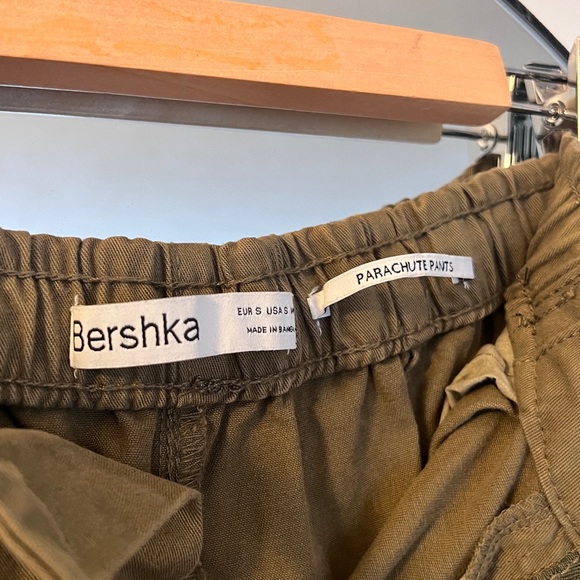 Bershka
EUR S USA S
MADE IN
PARACHUTE PANTS